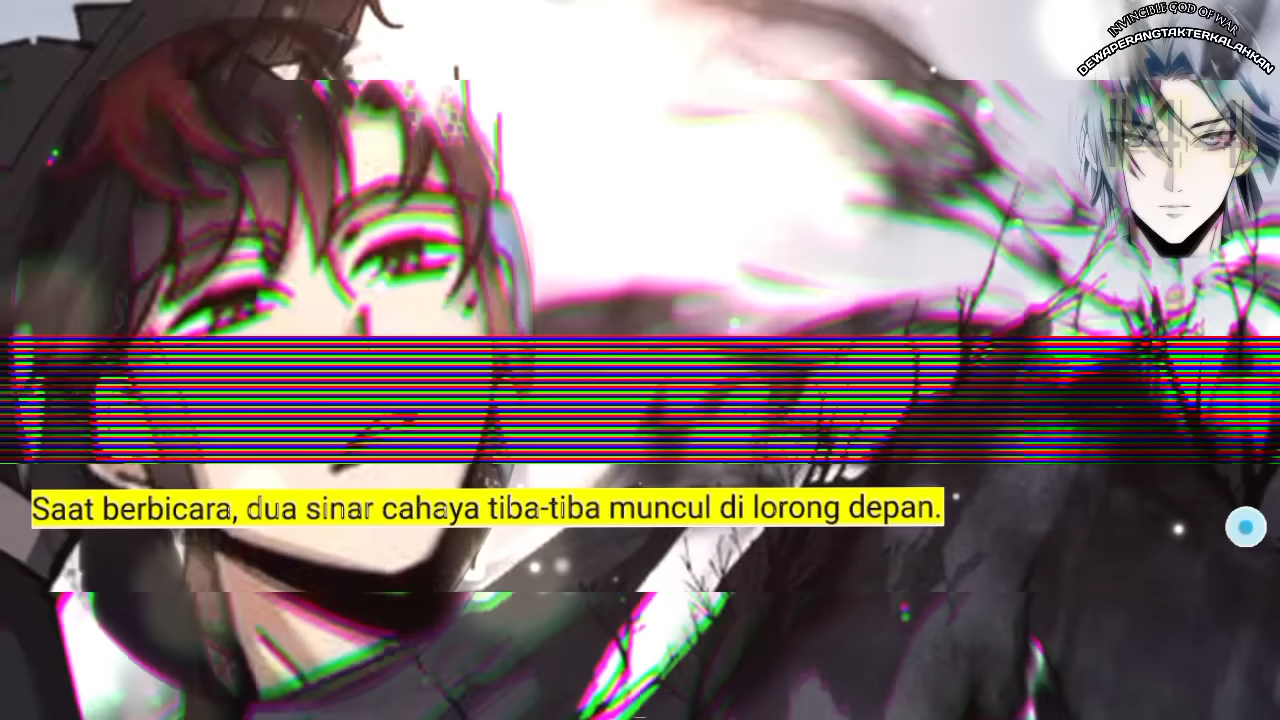 INVINCIBLE GOD OF WAR
DEWAPERANGTAKTERKALAHKAN
Saat berbicara, dua sinar cahaya tiba-tiba muncul di lorong depan.